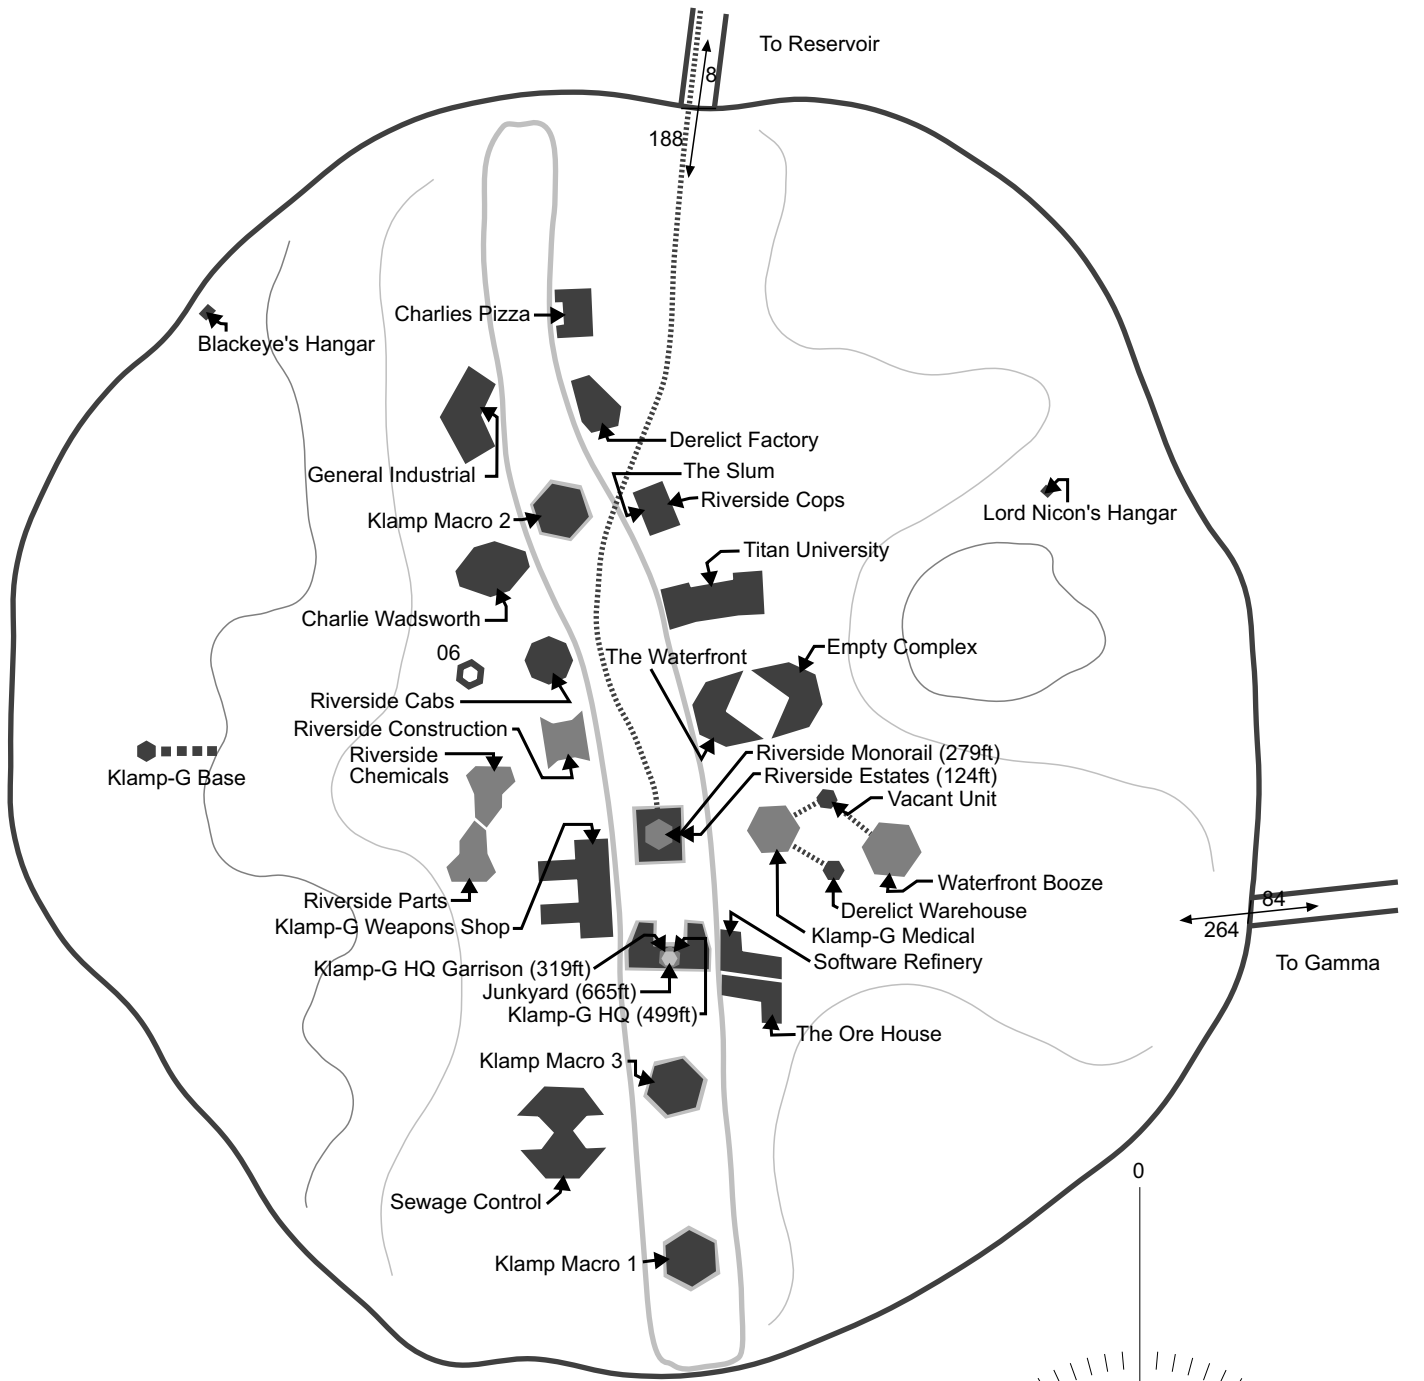 To Reservoir
8
188
Charlies Pizza
Blackeye's Hangar
Derelict Factory
General Industrial
The Slum
Riverside Cops
Lord Nicon's Hangar
Klamp Macro 2
Titan University
Charlie Wadsworth
06
The Waterfront
Empty Complex
Riverside Cabs
Riverside Construction
Riverside
Chemicals
Riverside Monorail (279ft)
Riverside Estates (124ft)
Klamp-G Base
Vacant Unit
Waterfront Booze
Riverside Parts
84
Derelict Warehouse
Klamp-G Weapons Shop
264
Klamp-G Medical
Software Refinery
To Gamma
Klamp-G HQ Garrison (319ft)
Junkyard (665ft)
Klamp-G HQ (499ft)
The Ore House
Klamp Macro 3
0
Sewage Control
Klamp Macro 1